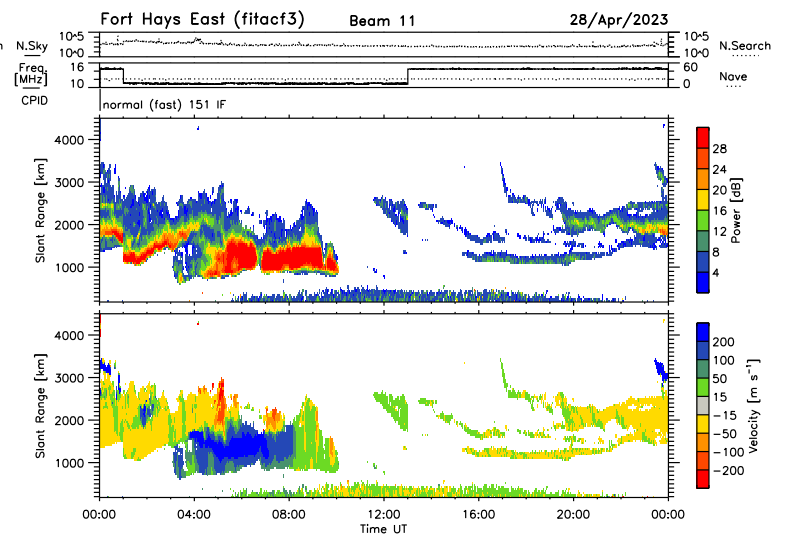 Fort Hays East (fitacf3) Beam 11 28/Apr/2023
N.Sky 10^5 10^0 10^5 10^0 N.Search
Freq. [MHz] 16 10 60 0 Nave
CPID normal (fast) 151 IF
Slant Range [km] 4000 3000 2000 1000
28 24 20 16 12 8 4 Power [dB]
Slant Range [km] 4000 3000 2000 1000
200 100 50 15 -15 -50 -100 -200 Velocity [m s⁻¹]
00:00 04:00 08:00 12:00 16:00 20:00 00:00
Time UT